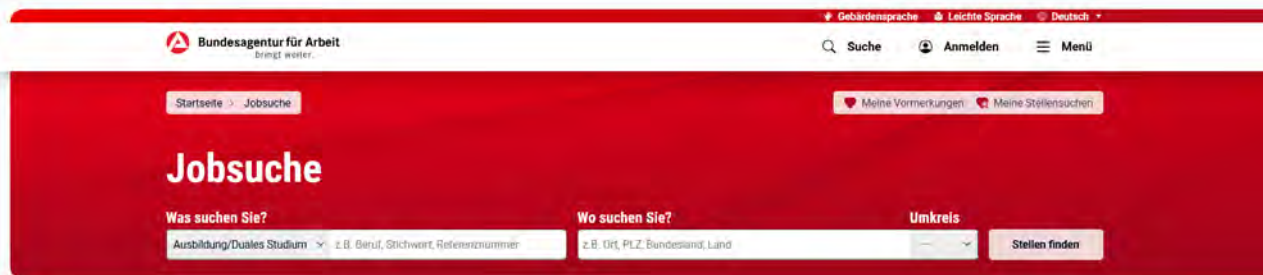 Gebärdensprache Leichte Sprache Deutsch
Bundesagentur für Arbeit
bringt weiter.
Suche Anmelden Menü
Startseite > Jobsuche
Meine Vormerkungen Meine Stellensuchen
Jobsuche
Was suchen Sie? Wo suchen Sie? Umkreis
Ausbildung/Duales Studium z.B. Beruf, Stichwort, Referenznummer z.B. Ort, PLZ, Bundesland, Land — Stellen finden